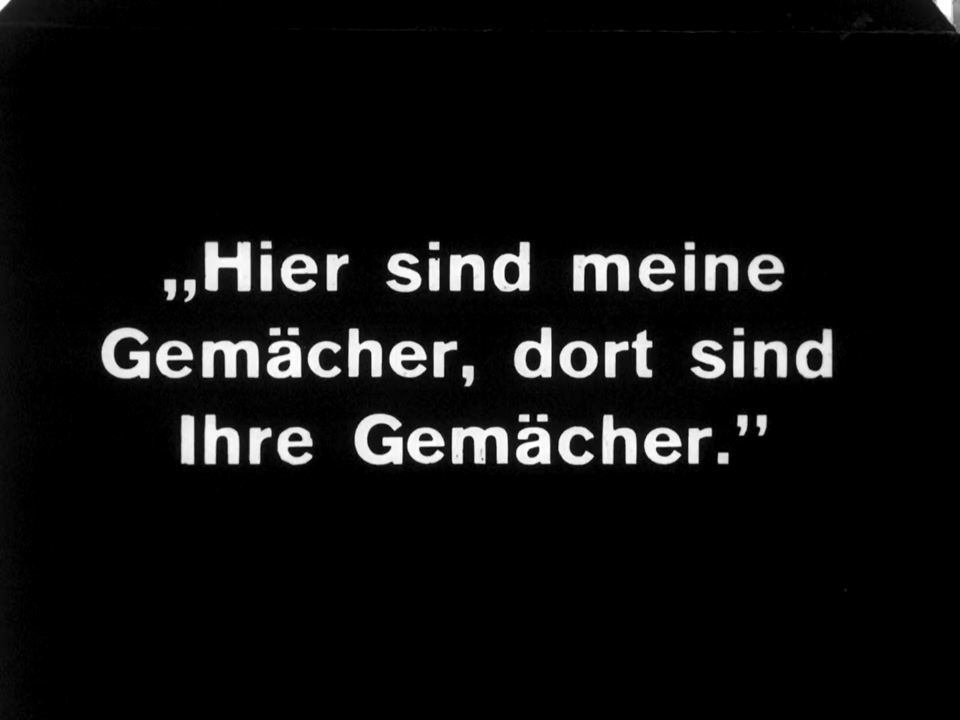 „Hier sind meine
Gemächer, dort sind
Ihre Gemächer.”